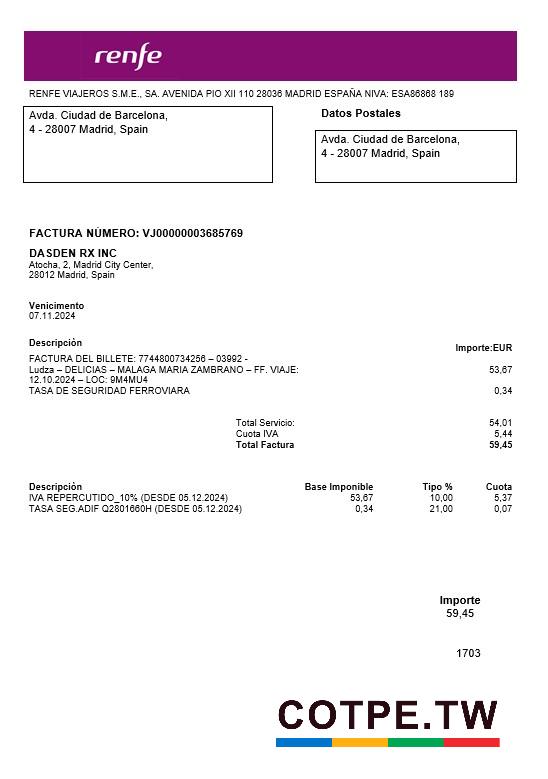 renfe
RENFE VIAJEROS S.M.E., SA. AVENIDA PIO XII 110 28036 MADRID ESPAÑA NIVA: ESA86868 189
Avda. Ciudad de Barcelona,
4 - 28007 Madrid, Spain
Datos Postales
Avda. Ciudad de Barcelona,
4 - 28007 Madrid, Spain
FACTURA NÚMERO: VJ00000003685769
DASDEN RX INC
Atocha, 2, Madrid City Center,
28012 Madrid, Spain
Venicimento
07.11.2024
Descripción Importe:EUR
FACTURA DEL BILLETE: 7744800734256 – 03992 -
Ludza – DELICIAS – MALAGA MARIA ZAMBRANO – FF. VIAJE: 53,67
12.10.2024 – LOC: 9M4MU4
TASA DE SEGURIDAD FERROVIARA 0,34
Total Servicio: 54,01
Cuota IVA 5,44
Total Factura 59,45
Descripción Base Imponible Tipo % Cuota
IVA REPERCUTIDO_10% (DESDE 05.12.2024) 53,67 10,00 5,37
TASA SEG.ADIF Q2801660H (DESDE 05.12.2024) 0,34 21,00 0,07
Importe
59,45
1703
COTPE.TW